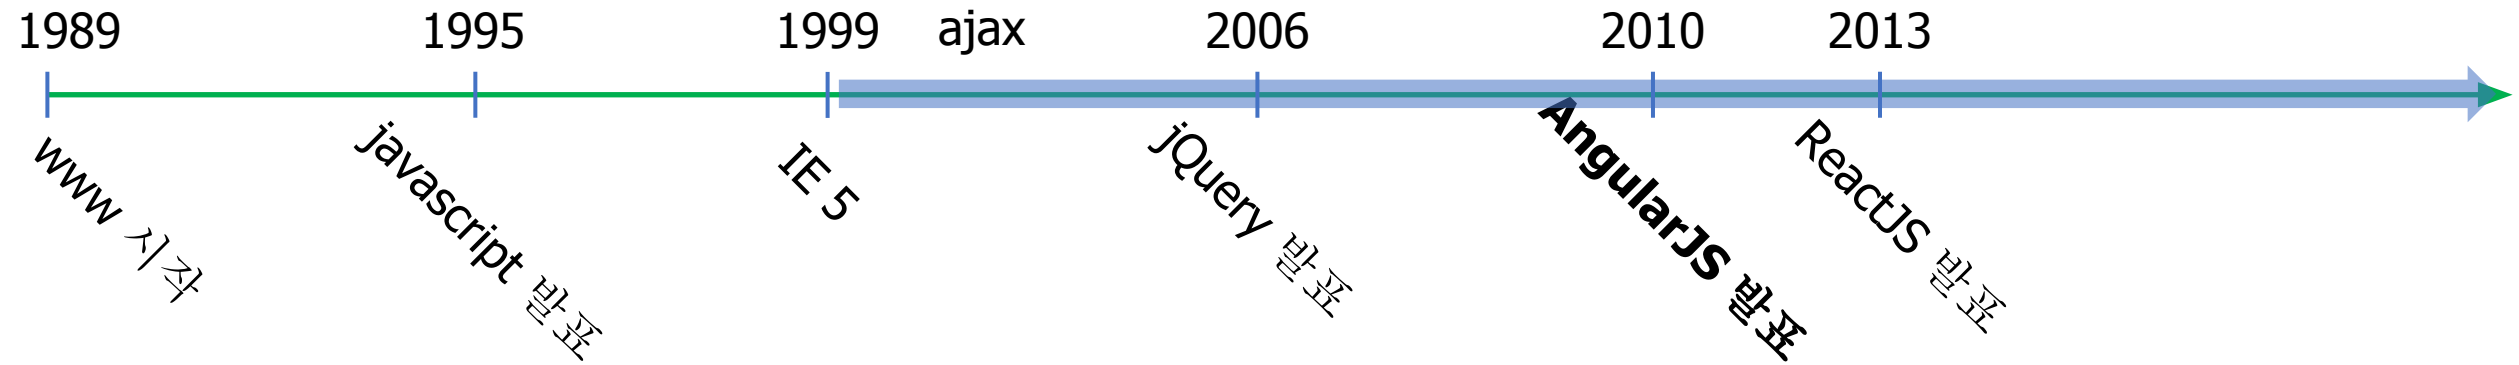 1989
1995
1999
ajax
2006
2010
2013
www 시작
javascript 발표
IE 5
jQuery 발표
AngularJS 발표
ReactJS 발표